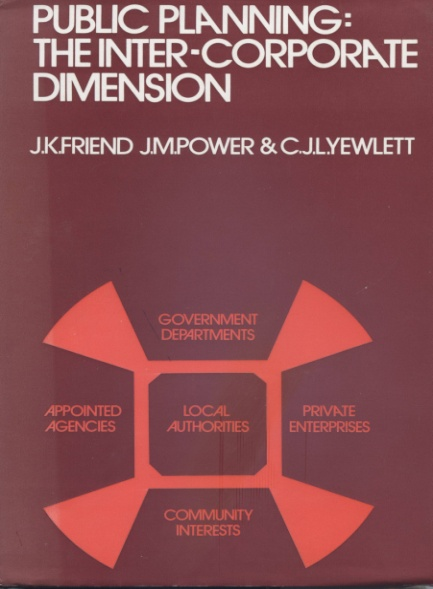 PUBLIC PLANNING:
THE INTER-CORPORATE
DIMENSION
J.K.FRIEND J.M.POWER & C.J.L.YEWLETT
GOVERNMENT
DEPARTMENTS
APPOINTED
AGENCIES
LOCAL
AUTHORITIES
PRIVATE
ENTERPRISES
COMMUNITY
INTERESTS